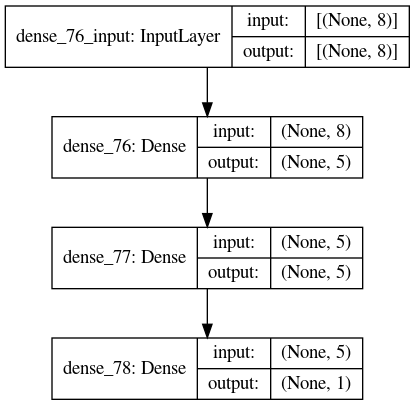 dense_76_input: InputLayer
input: [(None, 8)]
output: [(None, 8)]
dense_76: Dense
input: (None, 8)
output: (None, 5)
dense_77: Dense
input: (None, 5)
output: (None, 5)
dense_78: Dense
input: (None, 5)
output: (None, 1)